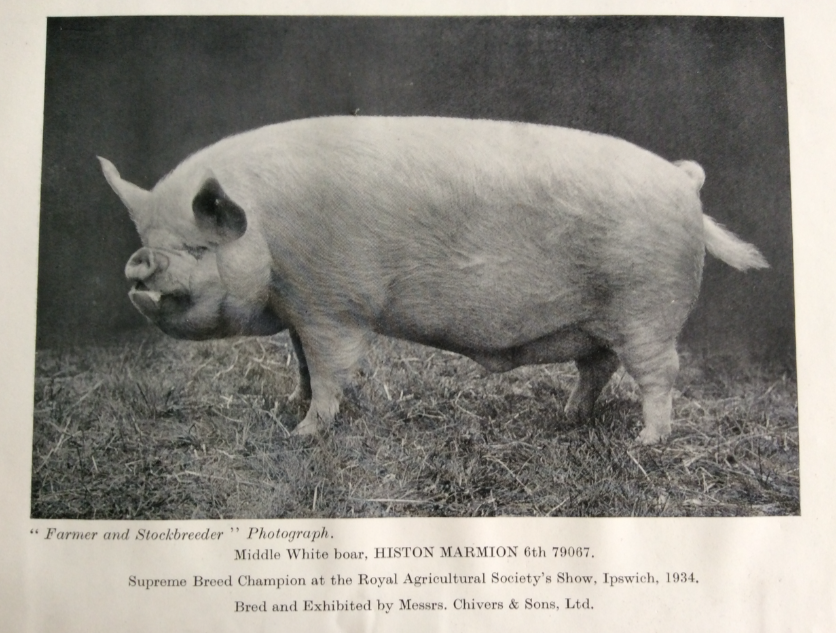 “ Farmer and Stockbreeder ” Photograph.
Middle White boar, HISTON MARMION 6th 79067.
Supreme Breed Champion at the Royal Agricultural Society's Show, Ipswich, 1934.
Bred and Exhibited by Messrs. Chivers & Sons, Ltd.